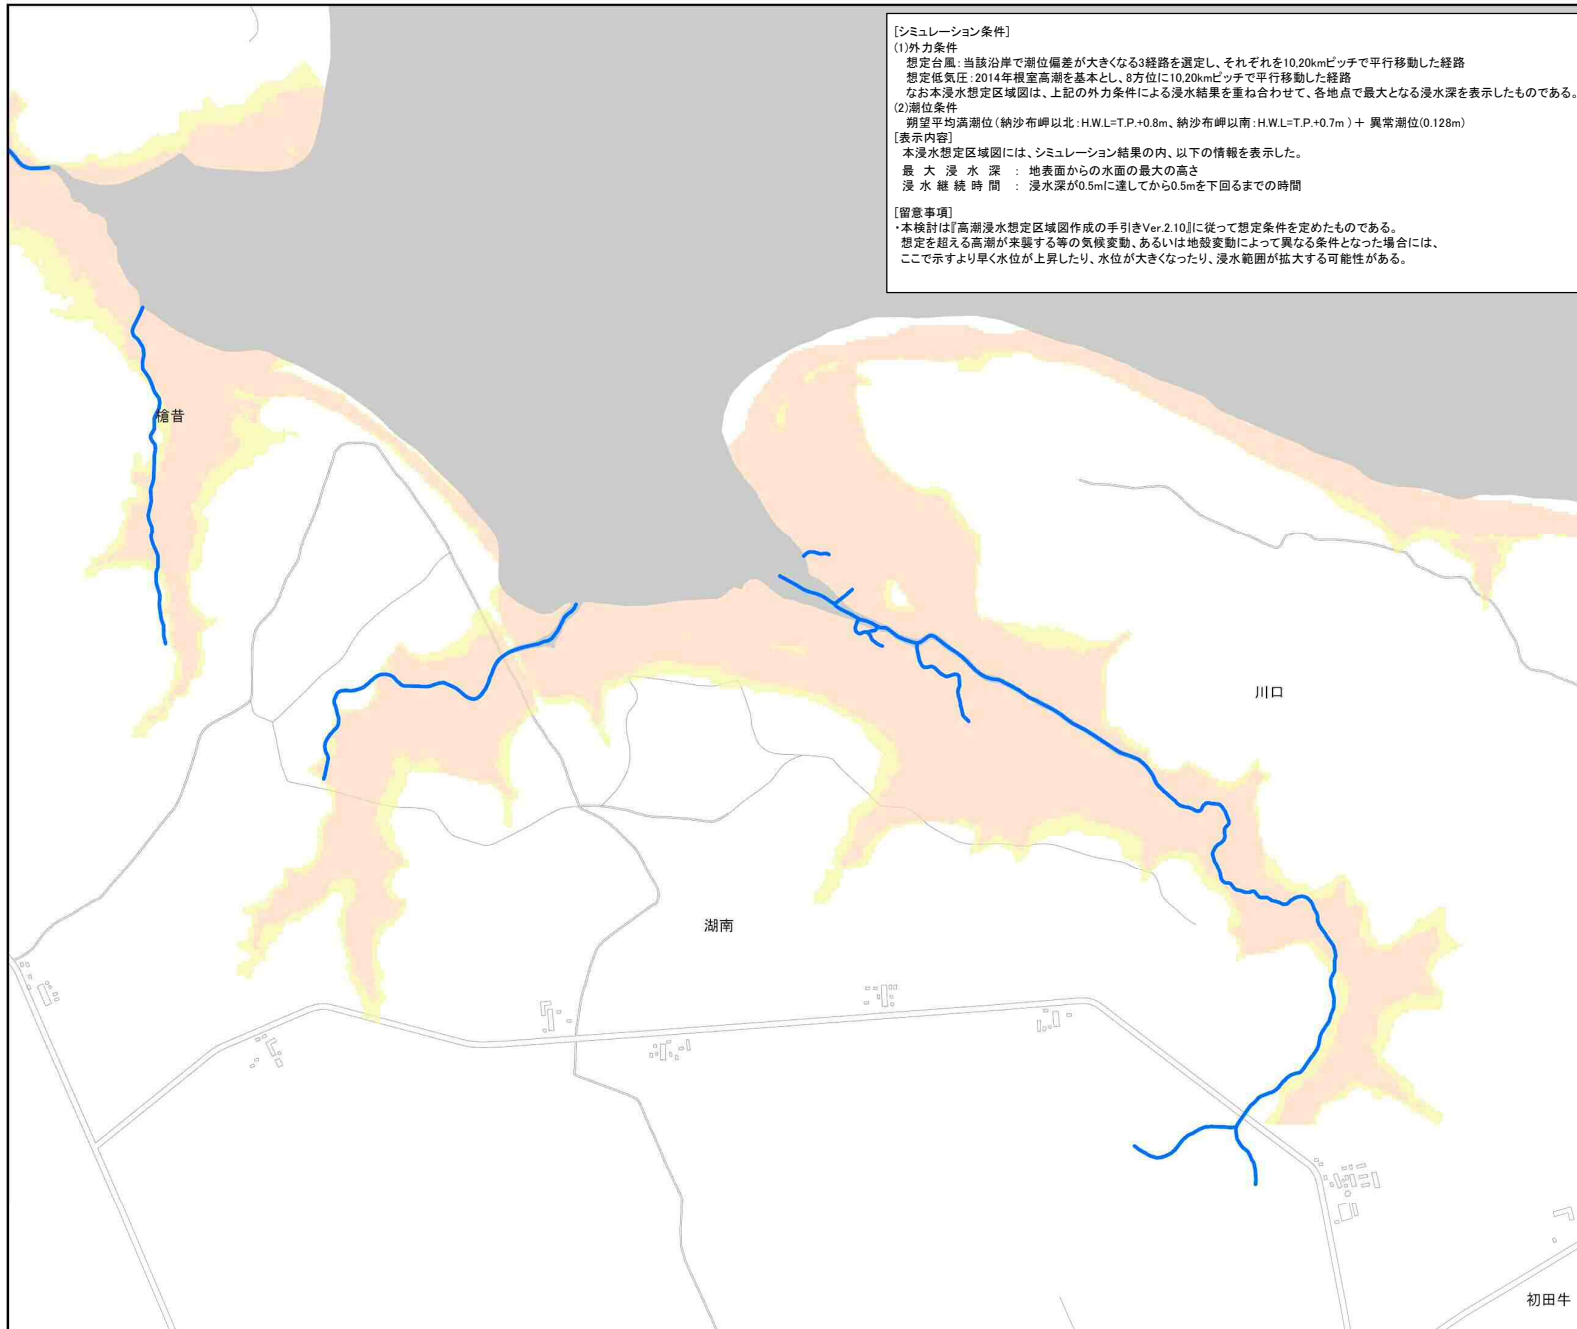 [シミュレーション条件]
(1)外力条件
想定台風：当該沿岸で潮位偏差が大きくなる3経路を選定し、それぞれを10,20kmピッチで平行移動した経路
想定低気圧：2014年根室高潮を基本とし、8方位に10,20kmピッチで平行移動した経路
なお本浸水想定区域図は、上記の外力条件による浸水結果を重ね合わせて、各地点で最大となる浸水深を表示したものである。
(2)潮位条件
朔望平均満潮位(納沙布岬以北：H.W.L=T.P.+0.8m、納沙布岬以南：H.W.L=T.P.+0.7m ) ＋ 異常潮位(0.128m)
[表示内容]
本浸水想定区域図には、シミュレーション結果の内、以下の情報を表示した。
最 大 浸 水 深 ： 地表面からの水面の最大の高さ
浸 水 継 続 時 間 ： 浸水深が0.5mに達してから0.5mを下回るまでの時間
[留意事項]
・本検討は『高潮浸水想定区域図作成の手引きVer.2.10』に従って想定条件を定めたものである。
想定を超える高潮が来襲する等の気候変動、あるいは地殻変動によって異なる条件となった場合には、
ここで示すより早く水位が上昇したり、水位が大きくなったり、浸水範囲が拡大する可能性がある。
槍昔
川口
湖南
初田牛